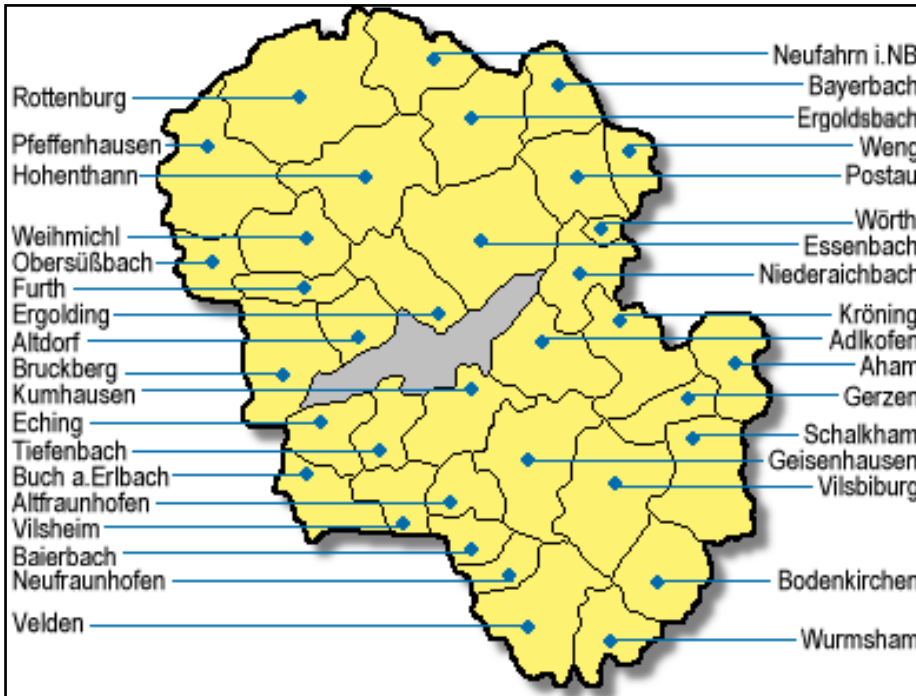 Rottenburg
Pfeffenhausen
Hohenthann
Weihmichl
Obersüßbach
Furth
Ergolding
Altdorf
Bruckberg
Kumhausen
Eching
Tiefenbach
Buch a.Erlbach
Altfraunhofen
Vilsheim
Baierbach
Neufraunhofen
Velden
Neufahrn i.NB
Bayerbach
Ergoldsbach
Weng
Postau
Wörth
Essenbach
Niederaichbach
Kröning
Adlkofen
Aham
Gerzen
Schalkham
Geisenhausen
Vilsbiburg
Bodenkirchen
Wurmsham